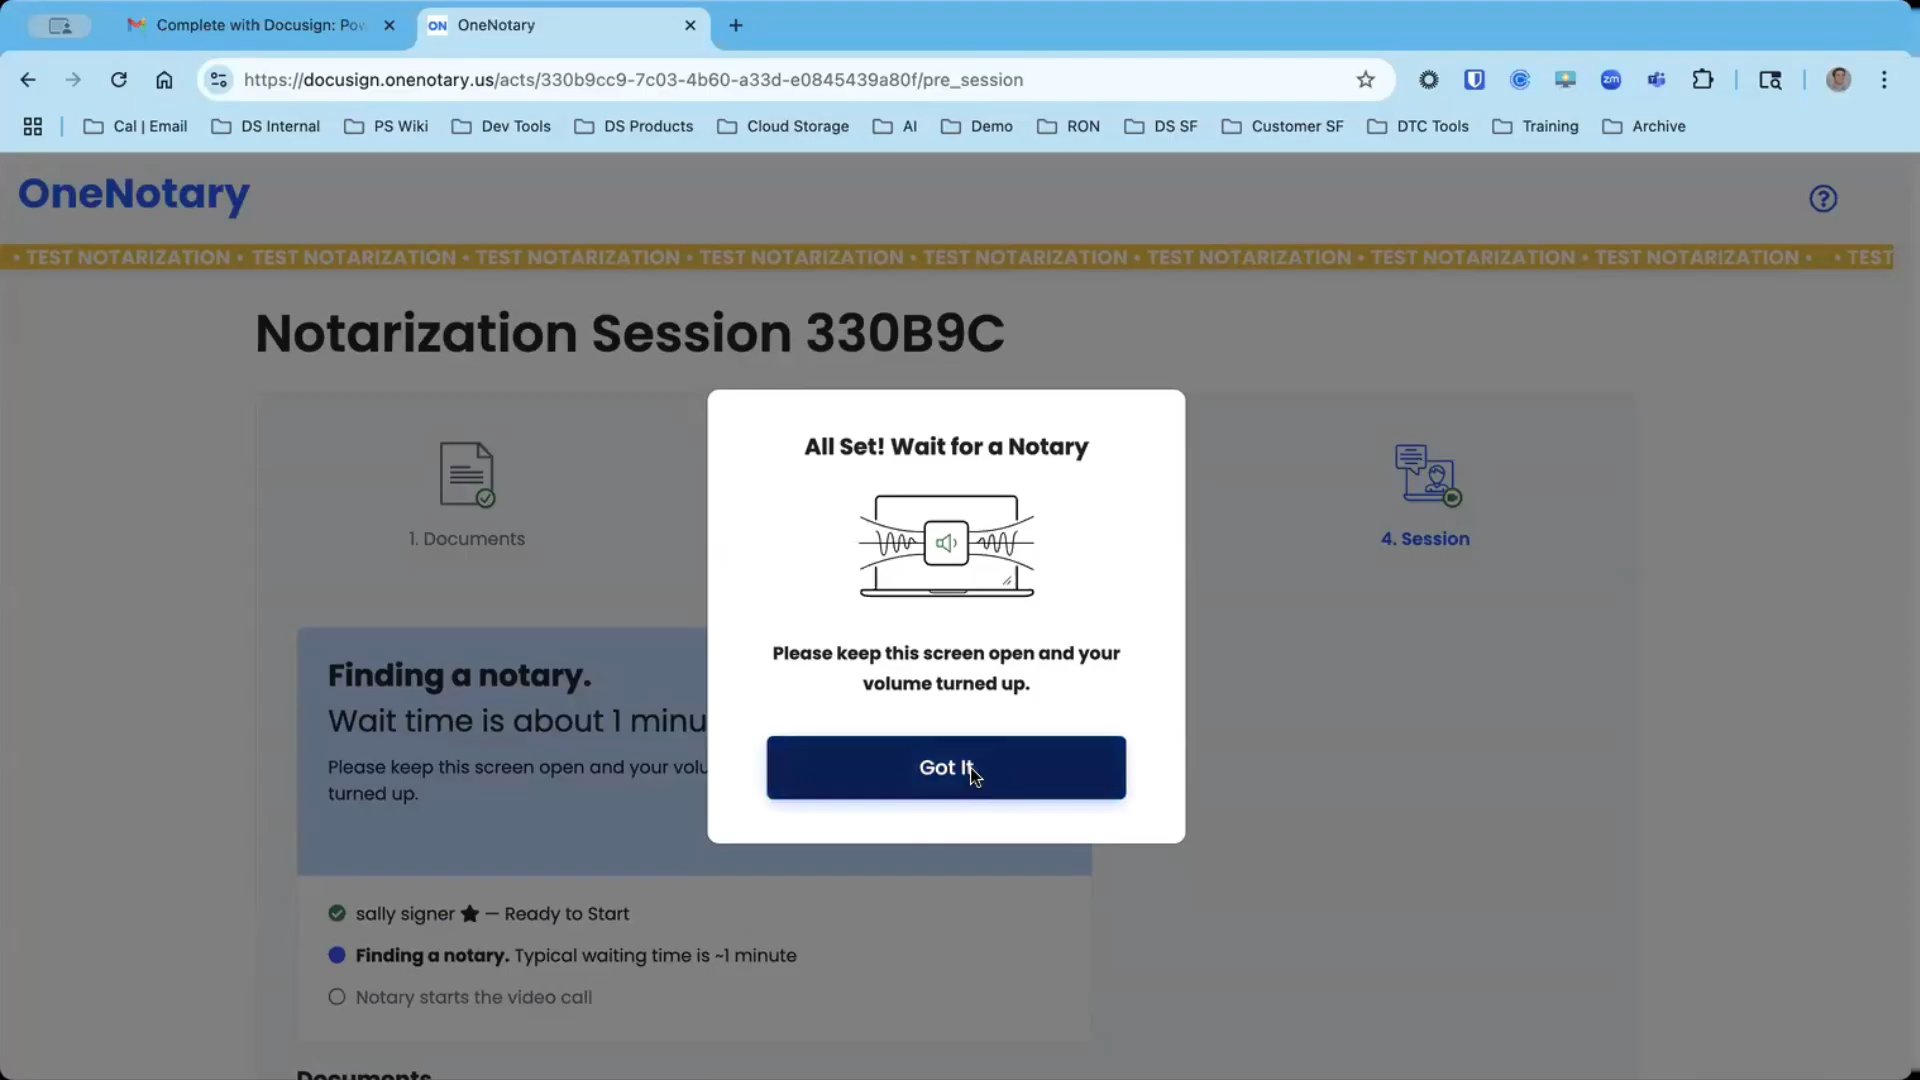 Complete with Docusign: Pow
ON OneNotary
https://docusign.onenotary.us/acts/330b9cc9-7c03-4b60-a33d-e0845439a80f/pre_session
zm
Cal | Email DS Internal PS Wiki Dev Tools DS Products Cloud Storage AI Demo RON DS SF Customer SF DTC Tools Training Archive
OneNotary
• TEST NOTARIZATION • TEST NOTARIZATION • TEST NOTARIZATION • TEST NOTARIZATION • TEST NOTARIZATION • TEST NOTARIZATION • TEST NOTARIZATION • TEST NOTARIZATION • • TEST
Notarization Session 330B9C
1. Documents
4. Session
All Set! Wait for a Notary
Please keep this screen open and your
volume turned up.
Got It
Finding a notary.
Wait time is about 1 minu
Please keep this screen open and your volu
turned up.
sally signer ★ — Ready to Start
Finding a notary. Typical waiting time is ~1 minute
Notary starts the video call
Documents